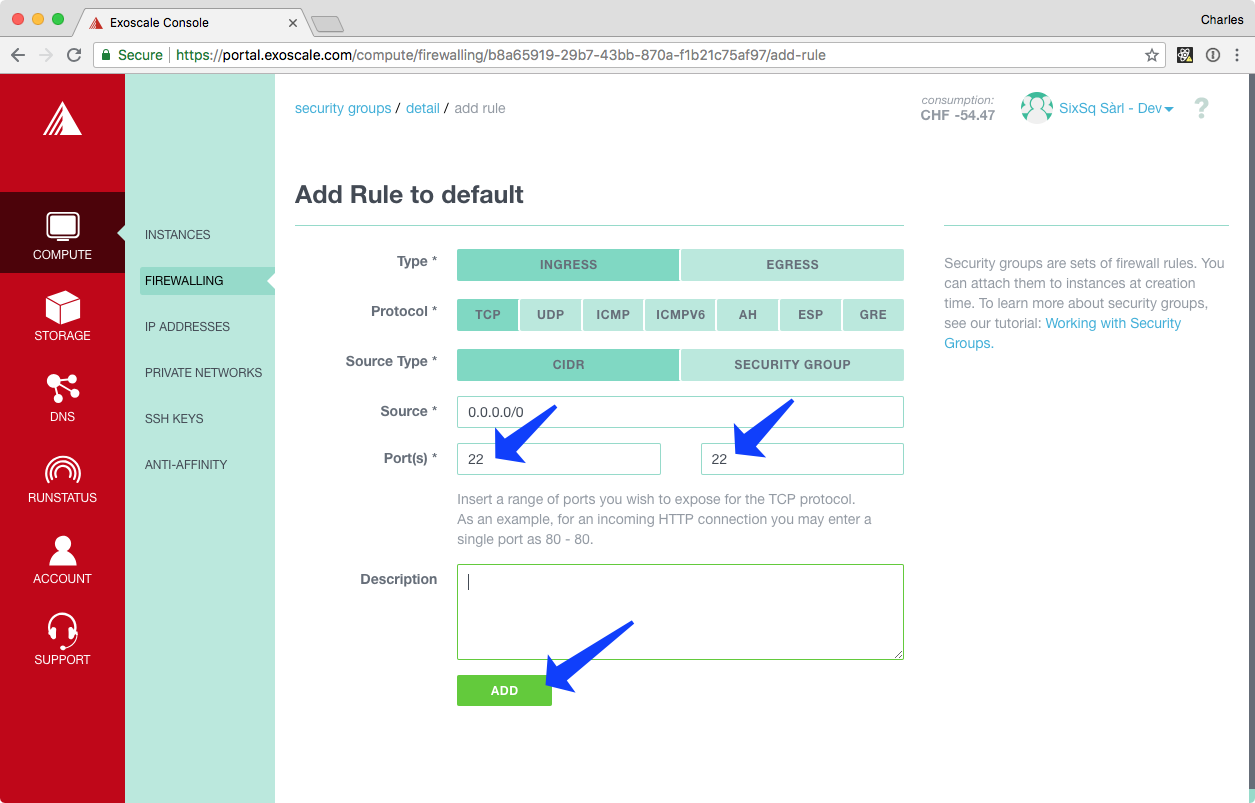 Exoscale Console
Charles
Secure
https://portal.exoscale.com/compute/firewalling/b8a65919-29b7-43bb-870a-f1b21c75af97/add-rule
security groups / detail / add rule
consumption:
CHF -54.47
SixSq Sàrl - Dev
?
COMPUTE
STORAGE
DNS
RUNSTATUS
ACCOUNT
SUPPORT
INSTANCES
FIREWALLING
IP ADDRESSES
PRIVATE NETWORKS
SSH KEYS
ANTI-AFFINITY
Add Rule to default
Type * INGRESS EGRESS
Protocol * TCP UDP ICMP ICMPV6 AH ESP GRE
Source Type * CIDR SECURITY GROUP
Source * 0.0.0.0/0
Port(s) * 22 22
Insert a range of ports you wish to expose for the TCP protocol.
As an example, for an incoming HTTP connection you may enter a
single port as 80 - 80.
Description
ADD
Security groups are sets of firewall rules. You
can attach them to instances at creation
time. To learn more about security groups,
see our tutorial: Working with Security
Groups.